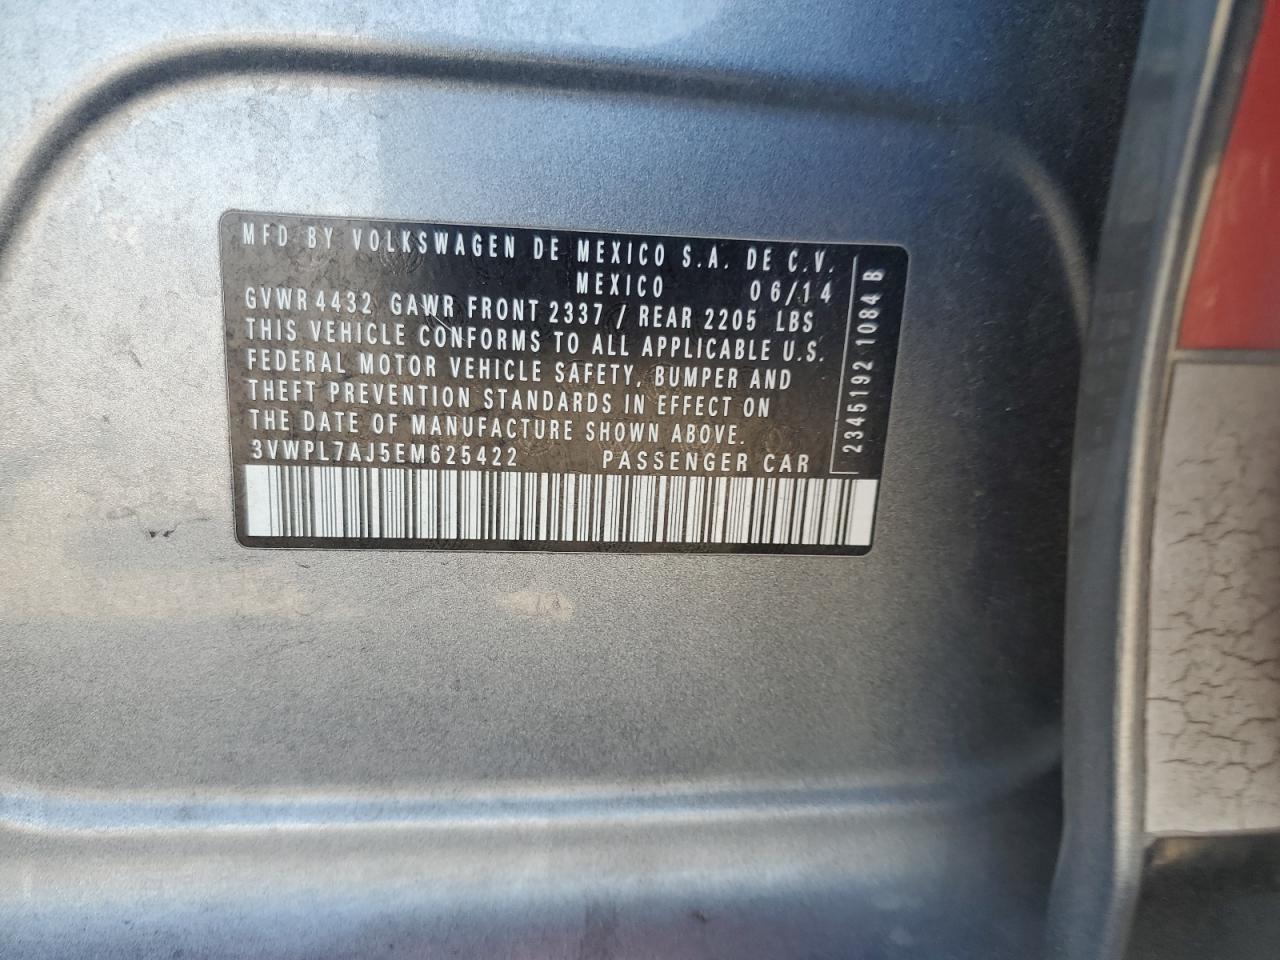 MFD BY VOLKSWAGEN DE MEXICO S.A. DE C.V.
MEXICO 06/14
GVWR 4432 GAWR FRONT 2337 / REAR 2205 LBS
THIS VEHICLE CONFORMS TO ALL APPLICABLE U.S.
FEDERAL MOTOR VEHICLE SAFETY, BUMPER AND
THEFT PREVENTION STANDARDS IN EFFECT ON
THE DATE OF MANUFACTURE SHOWN ABOVE.
3VWPL7AJ5EM625422 PASSENGER CAR
2345192 1084 B